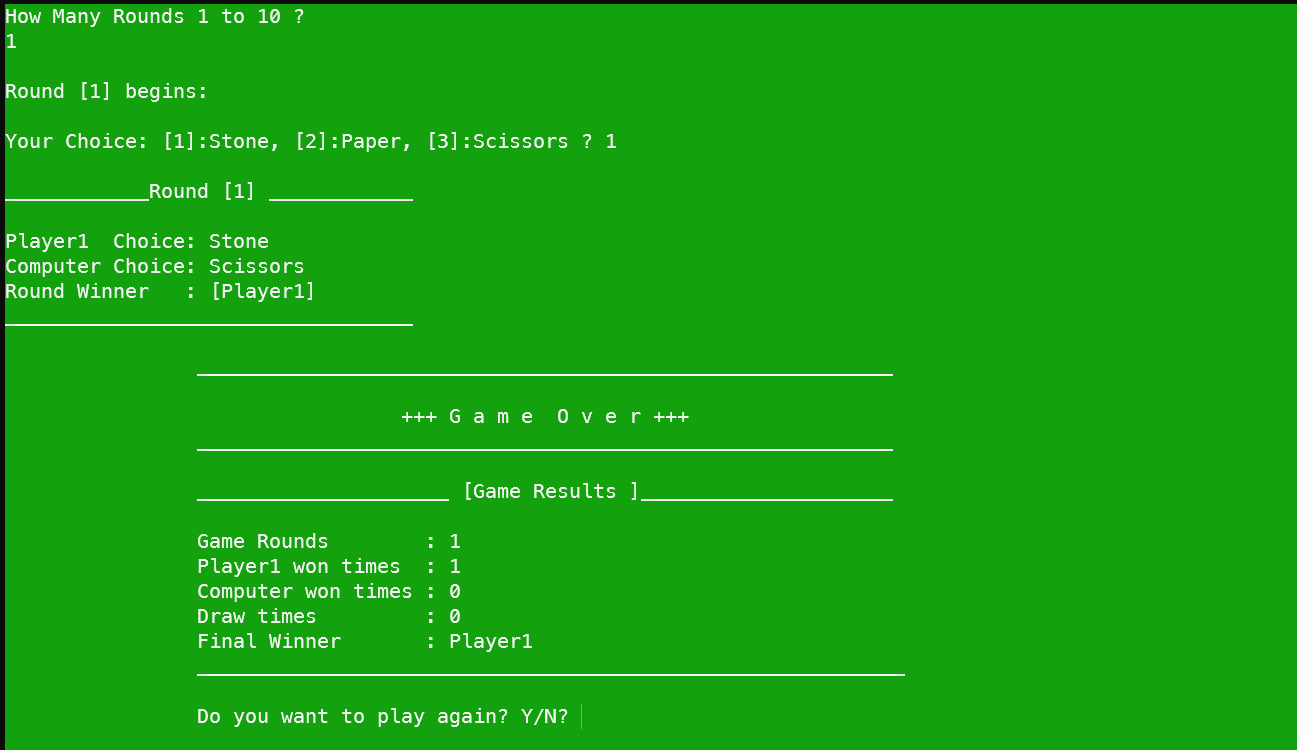 How Many Rounds 1 to 10 ?
1
Round [1] begins:
Your Choice: [1]:Stone, [2]:Paper, [3]:Scissors ? 1
____________Round [1] ____________
Player1  Choice: Stone
Computer Choice: Scissors
Round Winner   : [Player1]
__________________________________
__________________________________________________________
+++ G a m e  O v e r +++
__________________________________________________________
_____________________ [Game Results ]_____________________
Game Rounds        : 1
Player1 won times  : 1
Computer won times : 0
Draw times         : 0
Final Winner       : Player1
___________________________________________________________
Do you want to play again? Y/N?